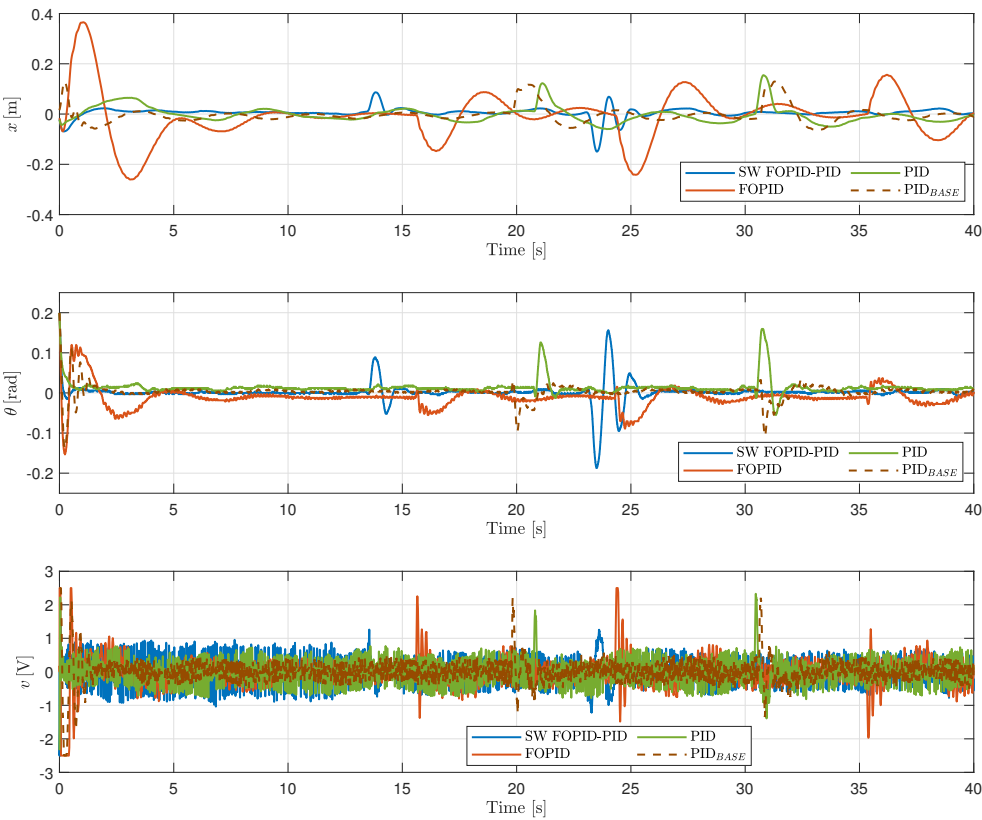 0.4
0.2
0
-0.2
-0.4
x [m]
0 5 10 15 20 25 30 35 40
Time [s]
SW FOPID-PID PID
FOPID PID_BASE
0.2
0.1
0
-0.1
-0.2
θ [rad]
0 5 10 15 20 25 30 35 40
Time [s]
SW FOPID-PID PID
FOPID PID_BASE
3
2
1
0
-1
-2
-3
v [V]
0 5 10 15 20 25 30 35 40
Time [s]
SW FOPID-PID PID
FOPID PID_BASE